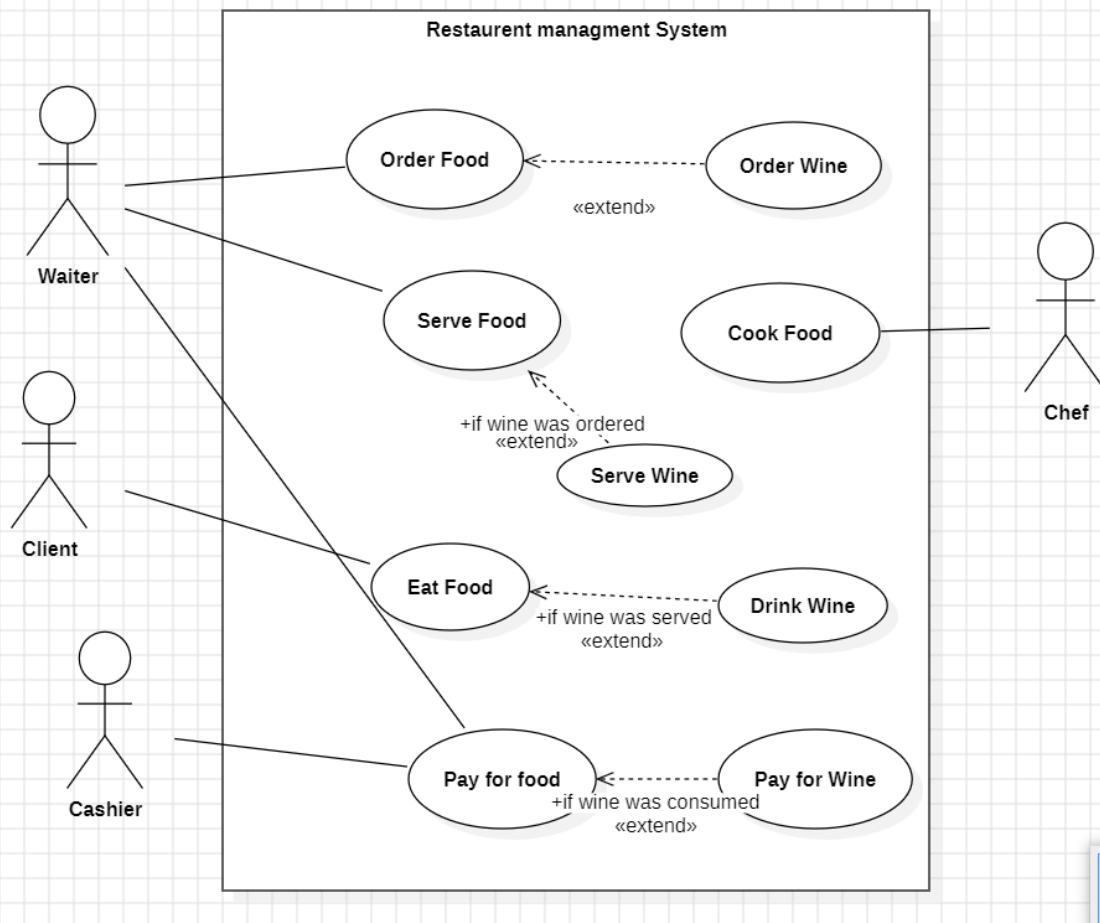 Restaurent managment System
Order Food
Order Wine
«extend»
Waiter
Serve Food
Cook Food
Chef
+if wine was ordered
«extend»
Serve Wine
Client
Eat Food
Drink Wine
+if wine was served
«extend»
Cashier
Pay for food
Pay for Wine
+if wine was consumed
«extend»